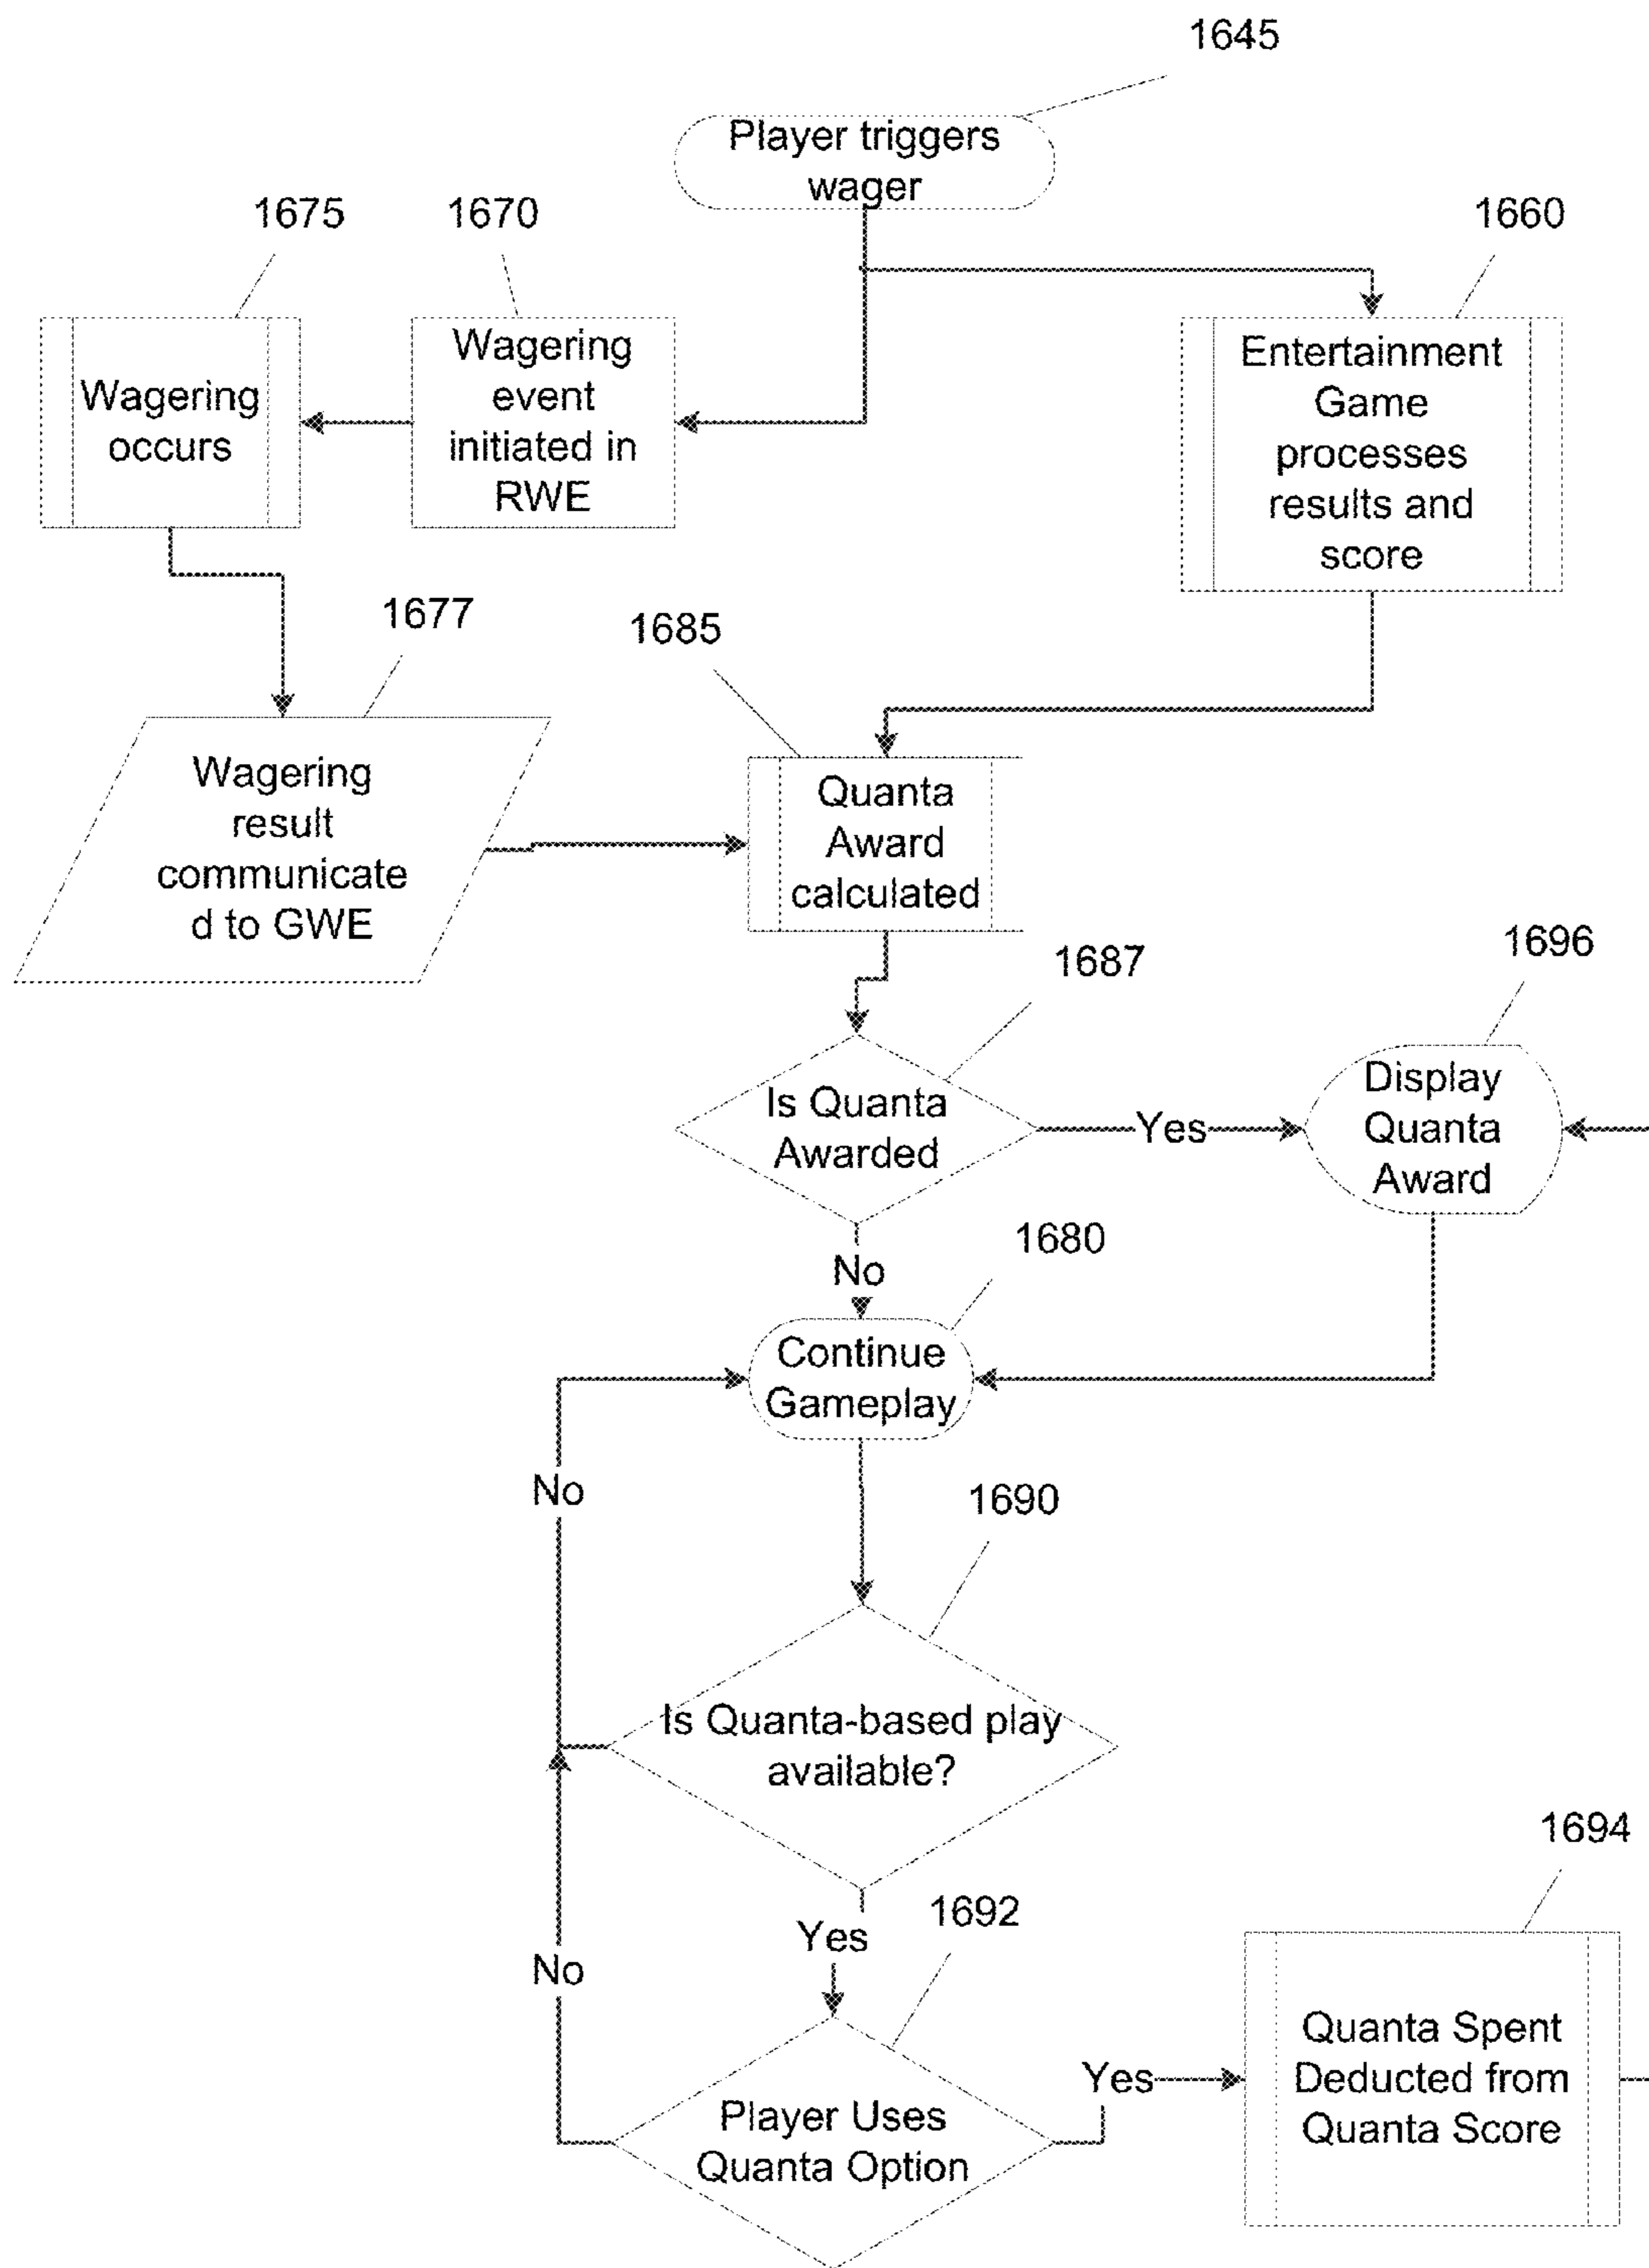 1645
Player triggers
wager
1675
1670
1660
Wagering
occurs
Wagering
event
initiated in
RWE
Entertainment
Game
processes
results and
score
1677
1685
Wagering
result
communicate
d to GWE
Quanta
Award
calculated
1687
1696
Is Quanta
Awarded
Yes
Display
Quanta
Award
No
1680
Continue
Gameplay
No
1690
Is Quanta-based play
available?
1694
Yes
1692
No
Player Uses
Quanta Option
Yes
Quanta Spent
Deducted from
Quanta Score